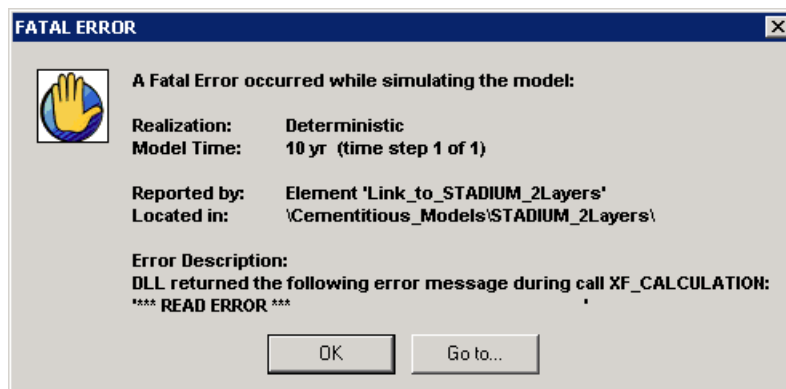 FATAL ERROR
A Fatal Error occurred while simulating the model:
Realization: Deterministic
Model Time: 10 yr (time step 1 of 1)
Reported by: Element 'Link_to_STADIUM_2Layers'
Located in: \Cementitious_Models\STADIUM_2Layers\
Error Description:
DLL returned the following error message during call XF_CALCULATION:
'*** READ ERROR *** '
OK Go to...